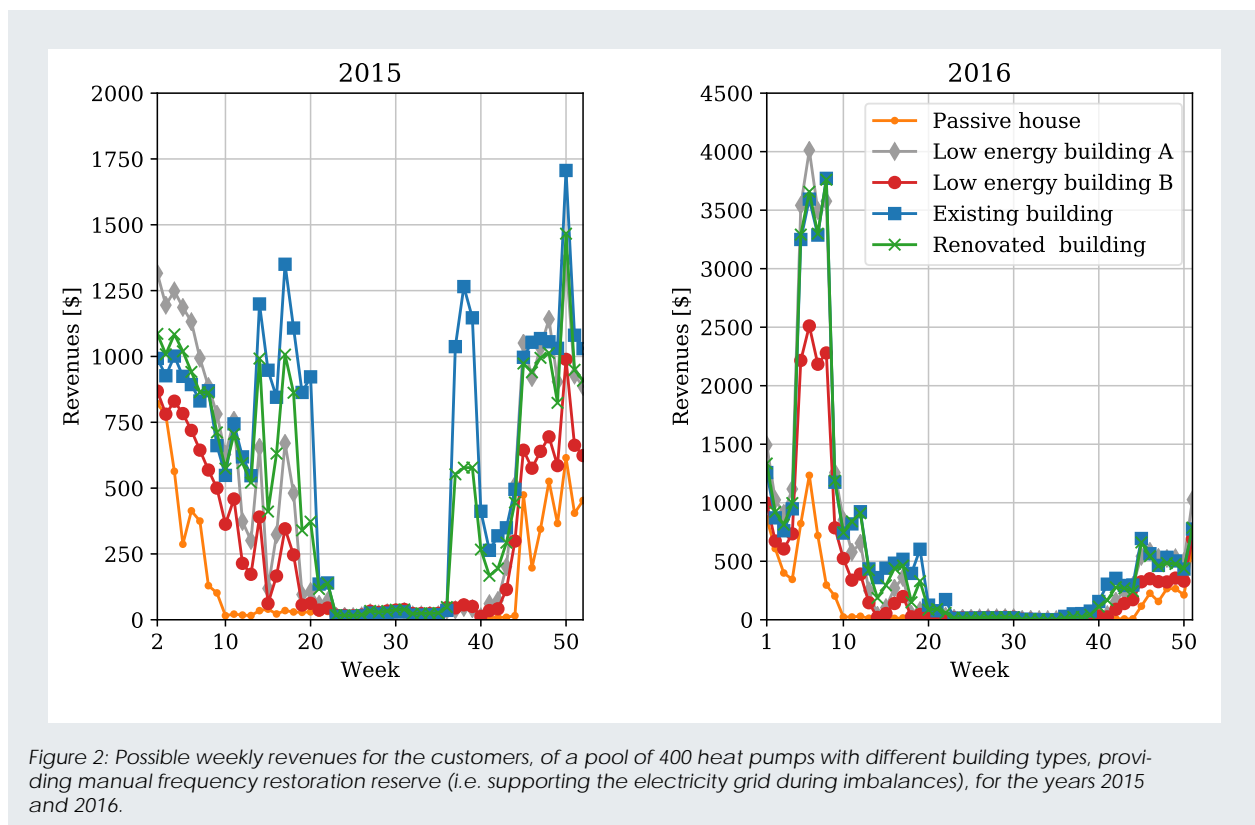 2015
2000
1750
1500
1250
1000
750
500
250
0
Revenues [$]
2 10 20 30 40 50
Week
2016
4500
4000
3500
3000
2500
2000
1500
1000
500
0
Revenues [$]
1 10 20 30 40 50
Week
Passive house
Low energy building A
Low energy building B
Existing building
Renovated building
Figure 2: Possible weekly revenues for the customers, of a pool of 400 heat pumps with different building types, provi-
ding manual frequency restoration reserve (i.e. supporting the electricity grid during imbalances), for the years 2015
and 2016.